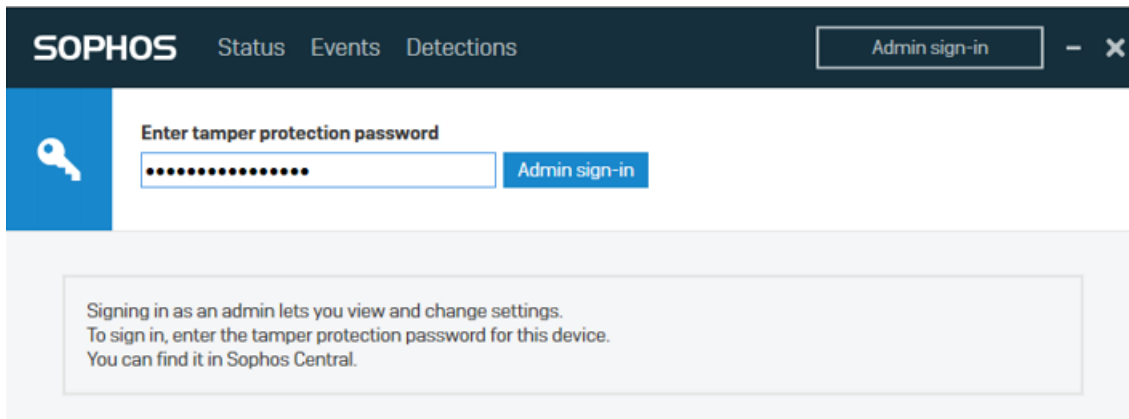 SOPHOS Status Events Detections Admin sign-in
Enter tamper protection password
•••••••••••••••• Admin sign-in
Signing in as an admin lets you view and change settings.
To sign in, enter the tamper protection password for this device.
You can find it in Sophos Central.